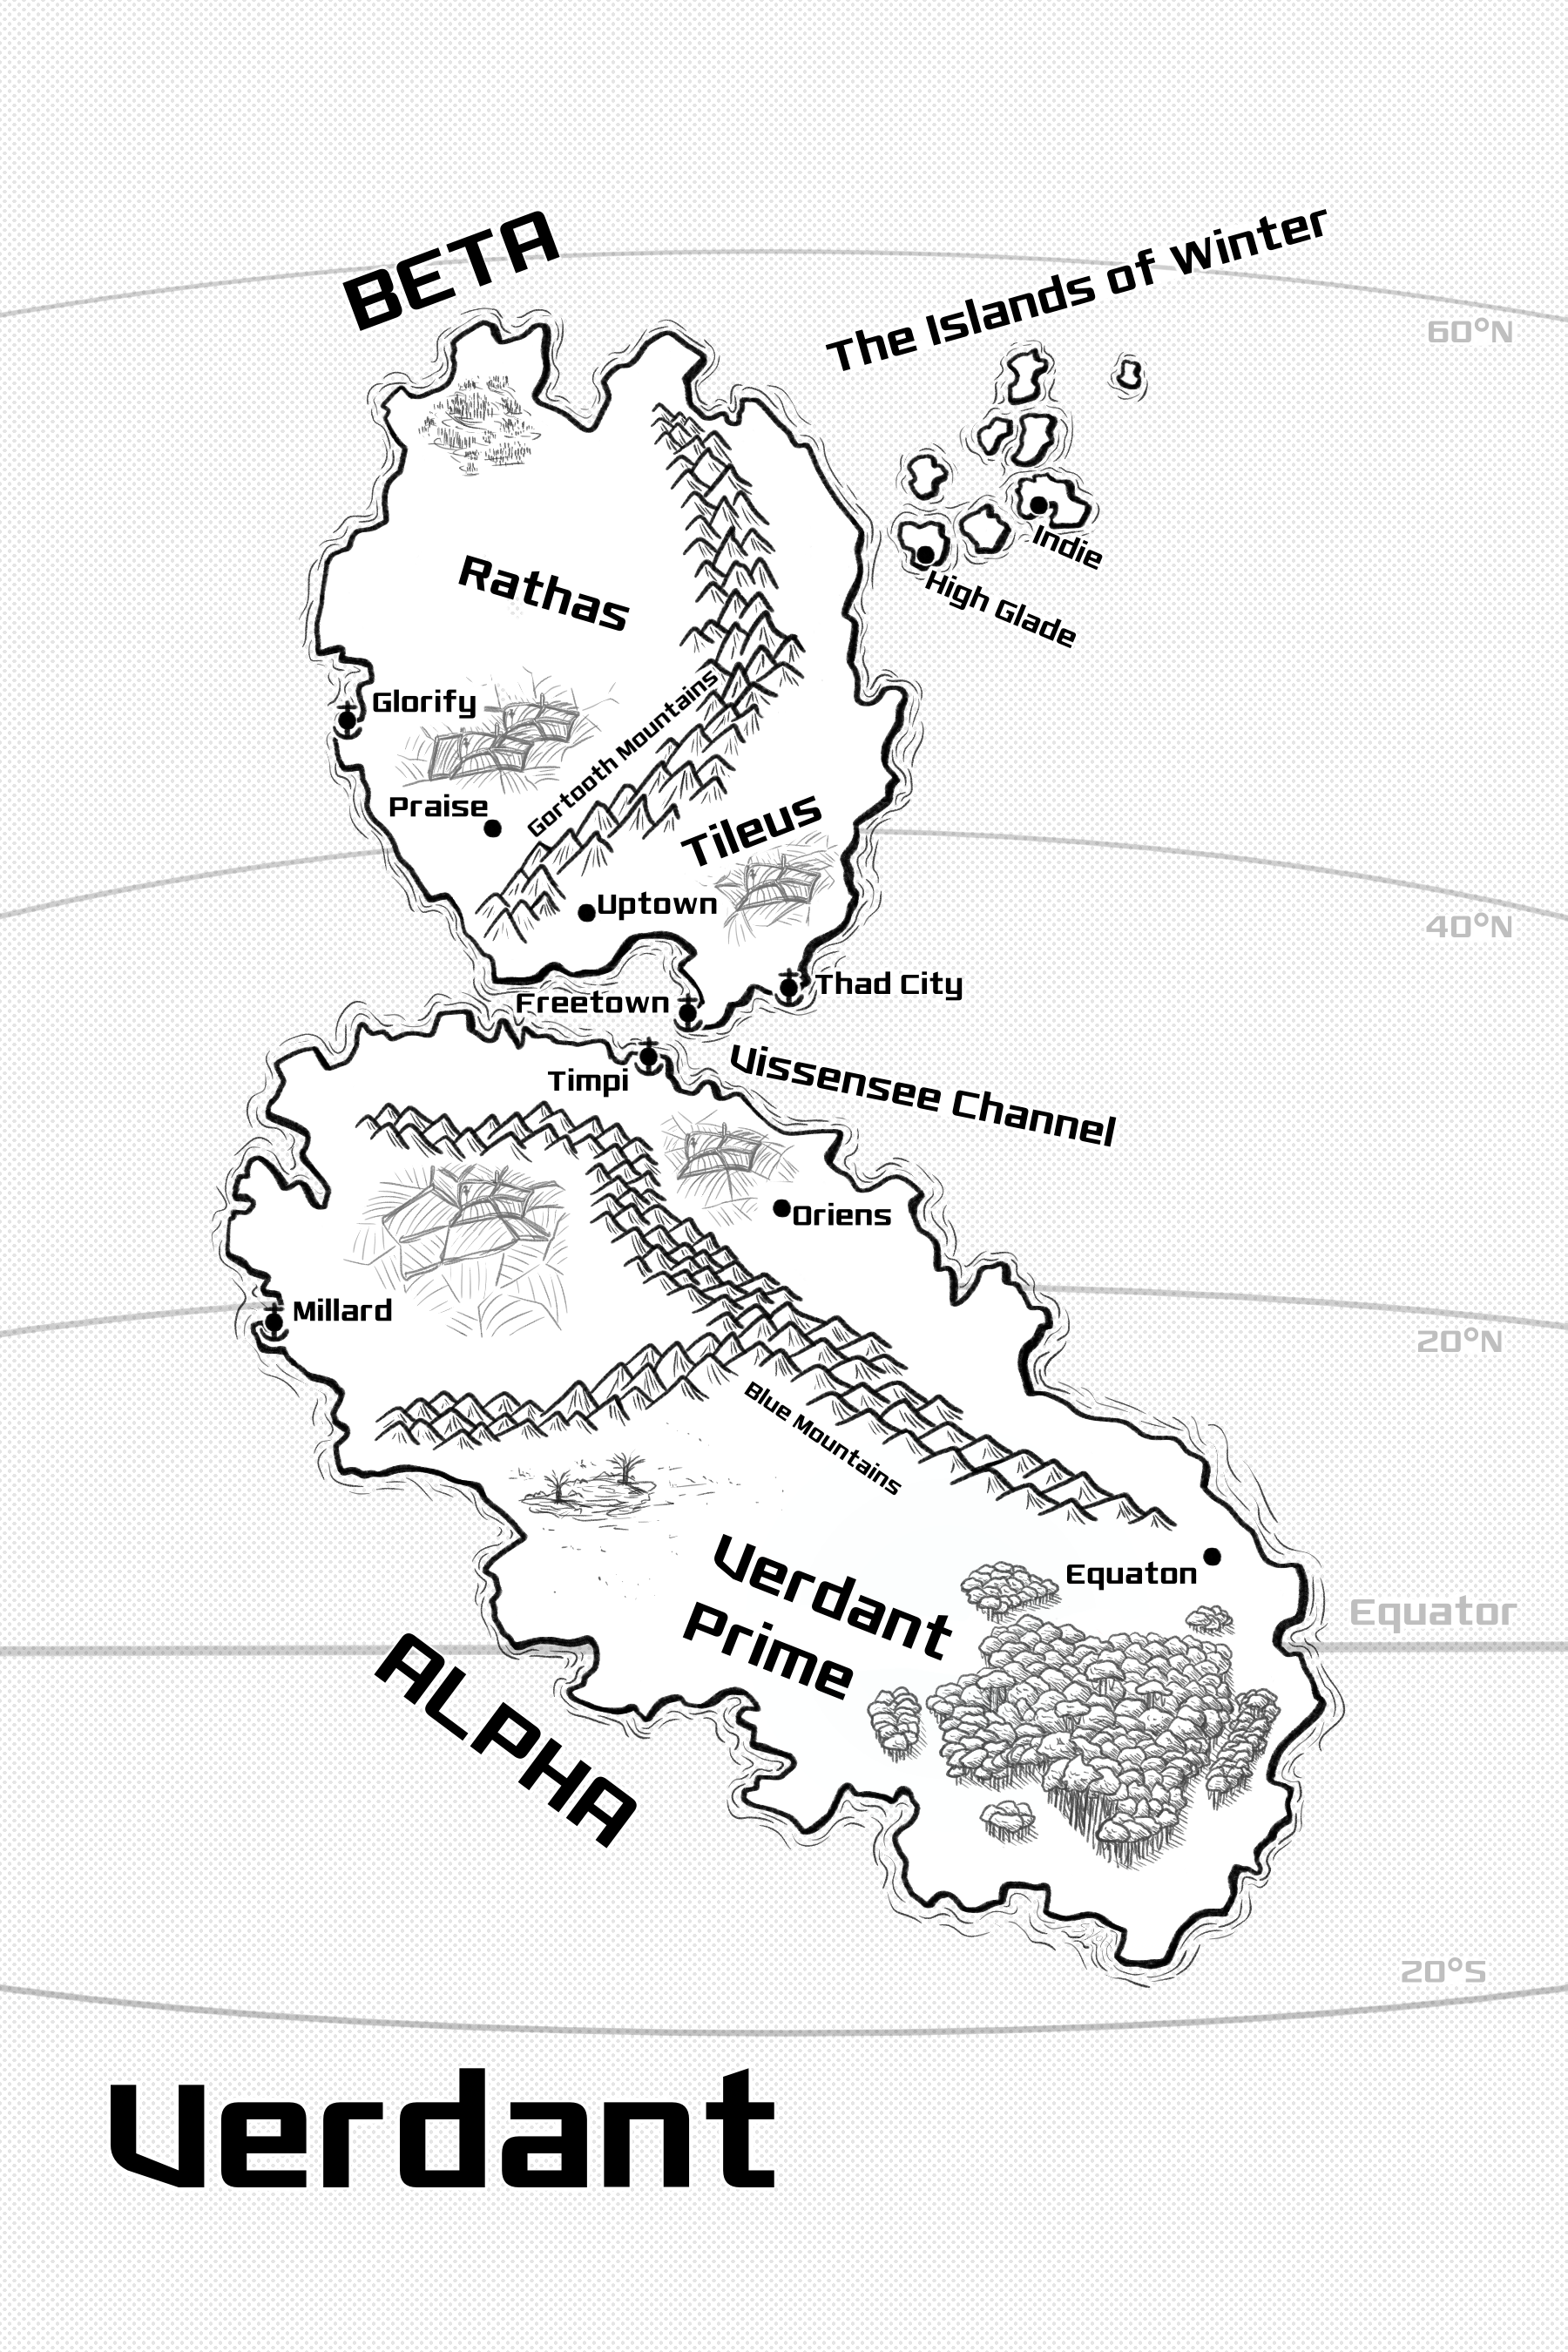 BETA
The Islands of Winter
60°N
Indie
High Glade
Rathas
Glorify
Gortooth Mountains
Praise
Tileus
Uptown
40°N
Thad City
Freetown
Timpi
Vissensee Channel
Oriens
Millard
20°N
Blue Mountains
Verdant
Prime
Equaton
Equator
ALPHA
20°S
Verdant